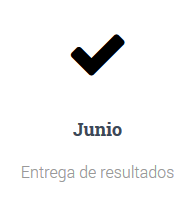 Junio
Entrega de resultados